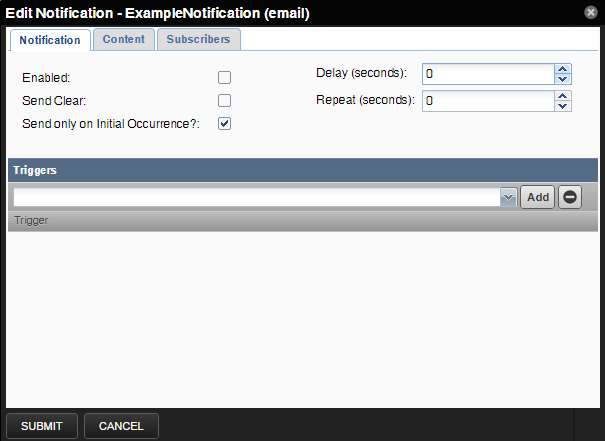 Edit Notification - ExampleNotification (email)
Notification Content Subscribers
Enabled: Delay (seconds): 0
Send Clear: Repeat (seconds): 0
Send only on Initial Occurrence?:
Triggers
Add
Trigger
SUBMIT CANCEL